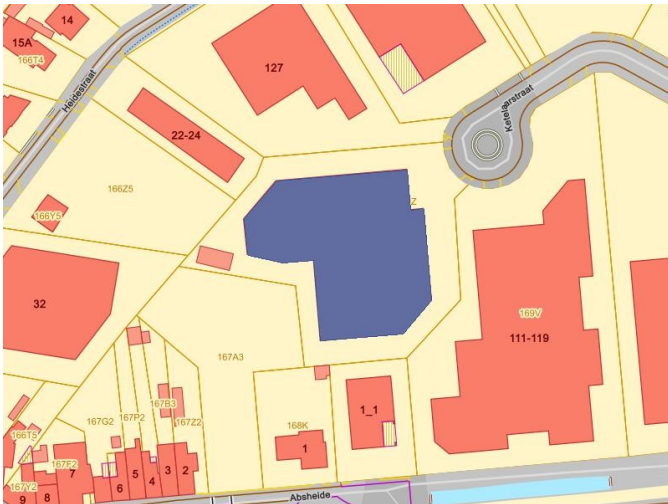 14
15A
166T4
Heidestraat
127
Ketelaarstraat
22-24
166Z5
166Y5
Z
32
169V
111-119
167A3
167B3
167P2
167G2
167Z2
168K
1_1
1
166T5
167F2
167Y2
7
6
5
4
3
2
9
8
Absheide